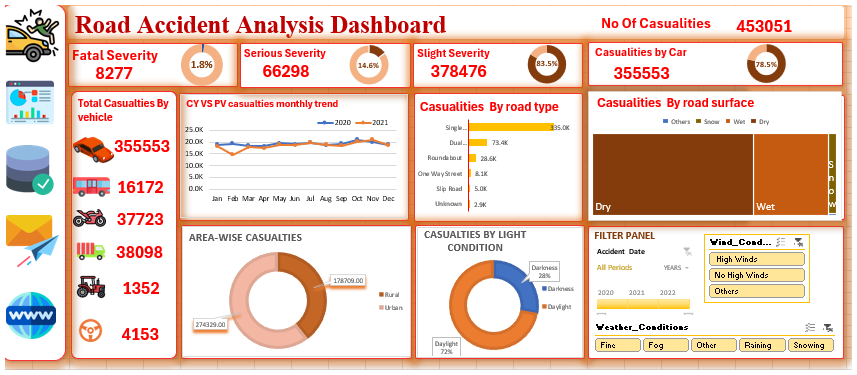 Road Accident Analysis Dashboard
No Of Casualities
453051
Fatal Severity
8277
1.8%
Serious Severity
66298
14.6%
Slight Severity
378476
83.5%
Casualities by Car
355553
78.5%
Total Casualties By
vehicle
355553
16172
37723
38098
1352
4153
WWW
CY VS PV casualties monthly trend
2020
2021
25.0K
20.0K
15.0K
10.0K
5.0K
0.0K
Jan Feb Mar Apr May Jun Jul Aug Sep Oct Nov Dec
Casualities By road type
Single... 335.0K
Dual... 73.4K
Roundabout 28.6K
One Way Street 8.1K
Slip Road 5.0K
Unknown 2.9K
Casualities By road surface
Others Snow Wet Dry
Dry
Wet
Snow
AREA-WISE CASUALTIES
178709.00
274329.00
Rural
Urban
CASUALTIES BY LIGHT
CONDITION
Darkness
28%
Daylight
72%
Darkness
Daylight
FILTER PANEL
Accident Date
All Periods
YEARS
2020 2021 2022
Wind_Cond...
High Winds
No High Winds
Others
Weather_Conditions
Fine
Fog
Other
Raining
Snowing